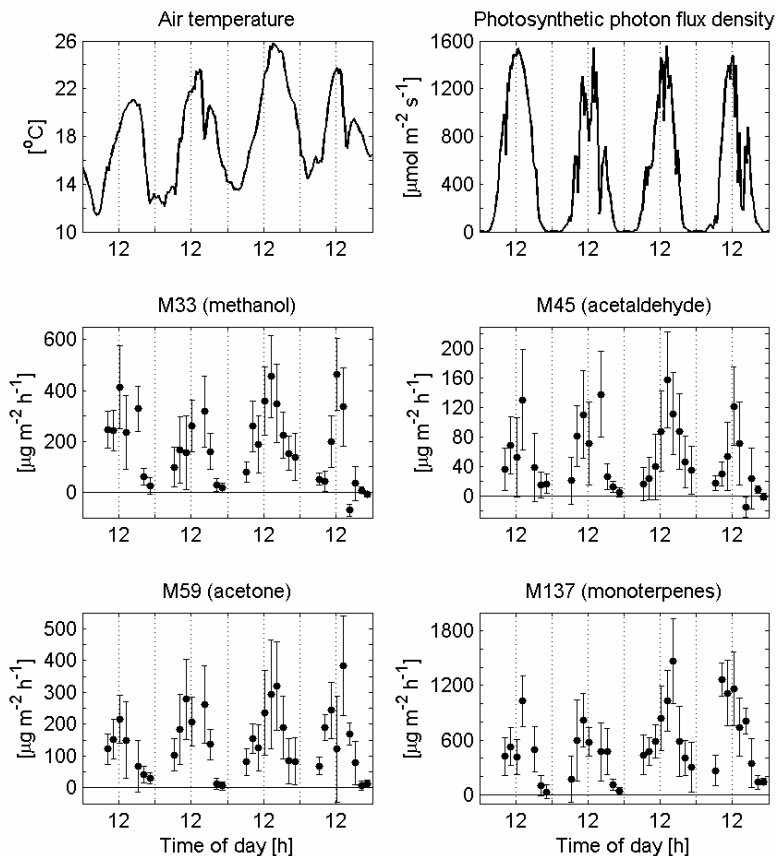 Air temperature
Photosynthetic photon flux density
[°C]
26
22
18
14
10
12 12 12 12
[μmol m⁻² s⁻¹]
1600
1200
800
400
0
12 12 12 12
M33 (methanol)
M45 (acetaldehyde)
[μg m⁻² h⁻¹]
600
400
200
0
12 12 12 12
[μg m⁻² h⁻¹]
200
160
120
80
40
0
12 12 12 12
M59 (acetone)
M137 (monoterpenes)
[μg m⁻² h⁻¹]
500
400
300
200
100
0
12 12 12 12
Time of day [h]
[μg m⁻² h⁻¹]
1800
1200
600
0
12 12 12 12
Time of day [h]